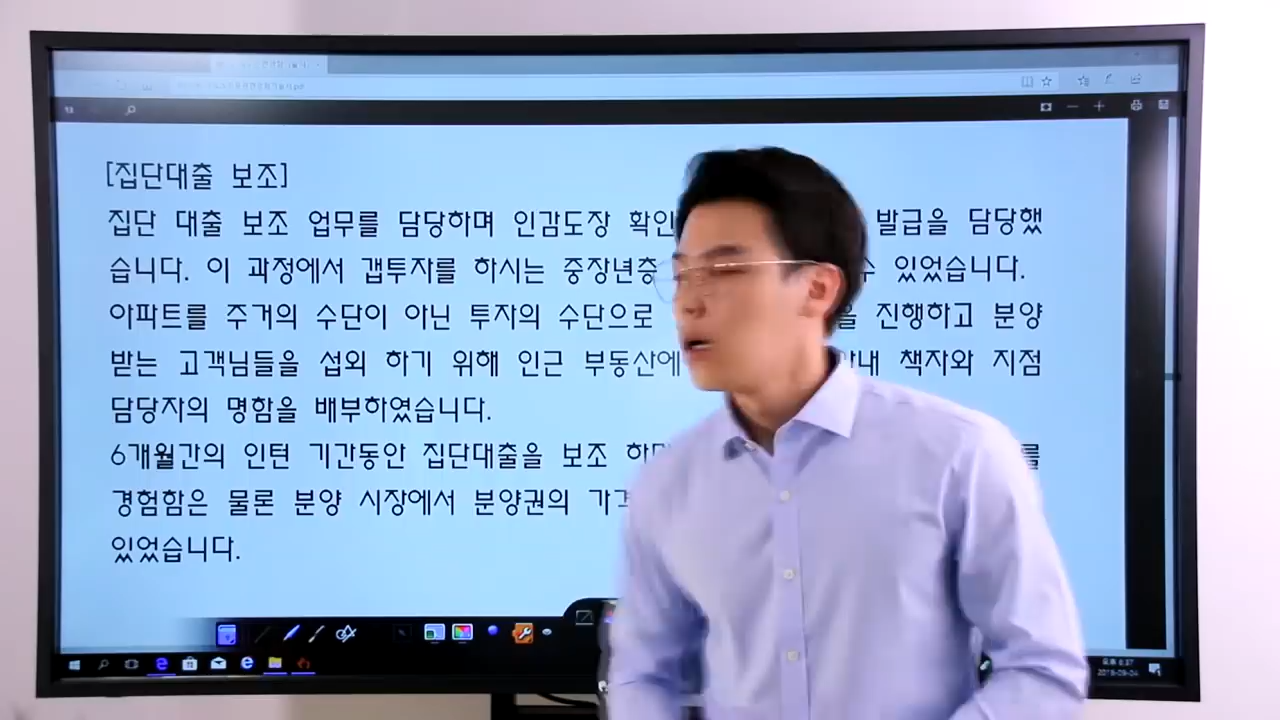 [집단대출 보조]
집단 대출 보조 업무를 담당하며 인감도장 확인 발급을 담당했
습니다. 이 과정에서 갭투자를 하시는 중장년층 수 있었습니다.
아파트를 주거의 수단이 아닌 투자의 수단으로 을 진행하고 분양
받는 고객님들을 섭외 하기 위해 인근 부동산에 책자와 지점
담당자의 명함을 배부하였습니다.
6개월간의 인턴 기간동안 집단대출을 보조 를
경험함은 물론 분양 시장에서 분양권의
있었습니다.
오후 6:37